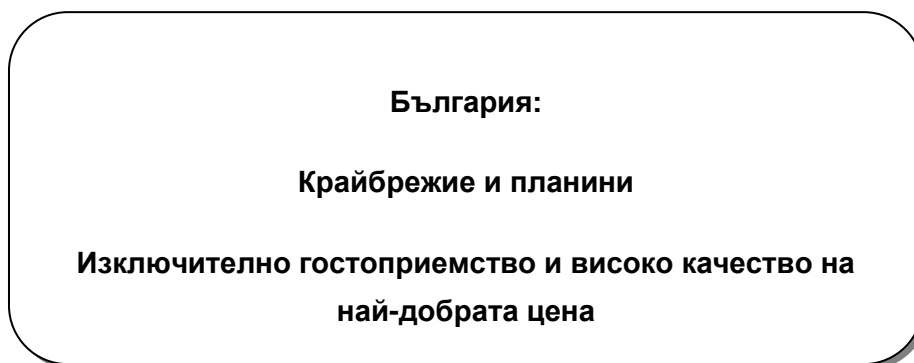 България:
Крайбрежие и планини
Изключително гостоприемство и високо качество на
най-добрата цена